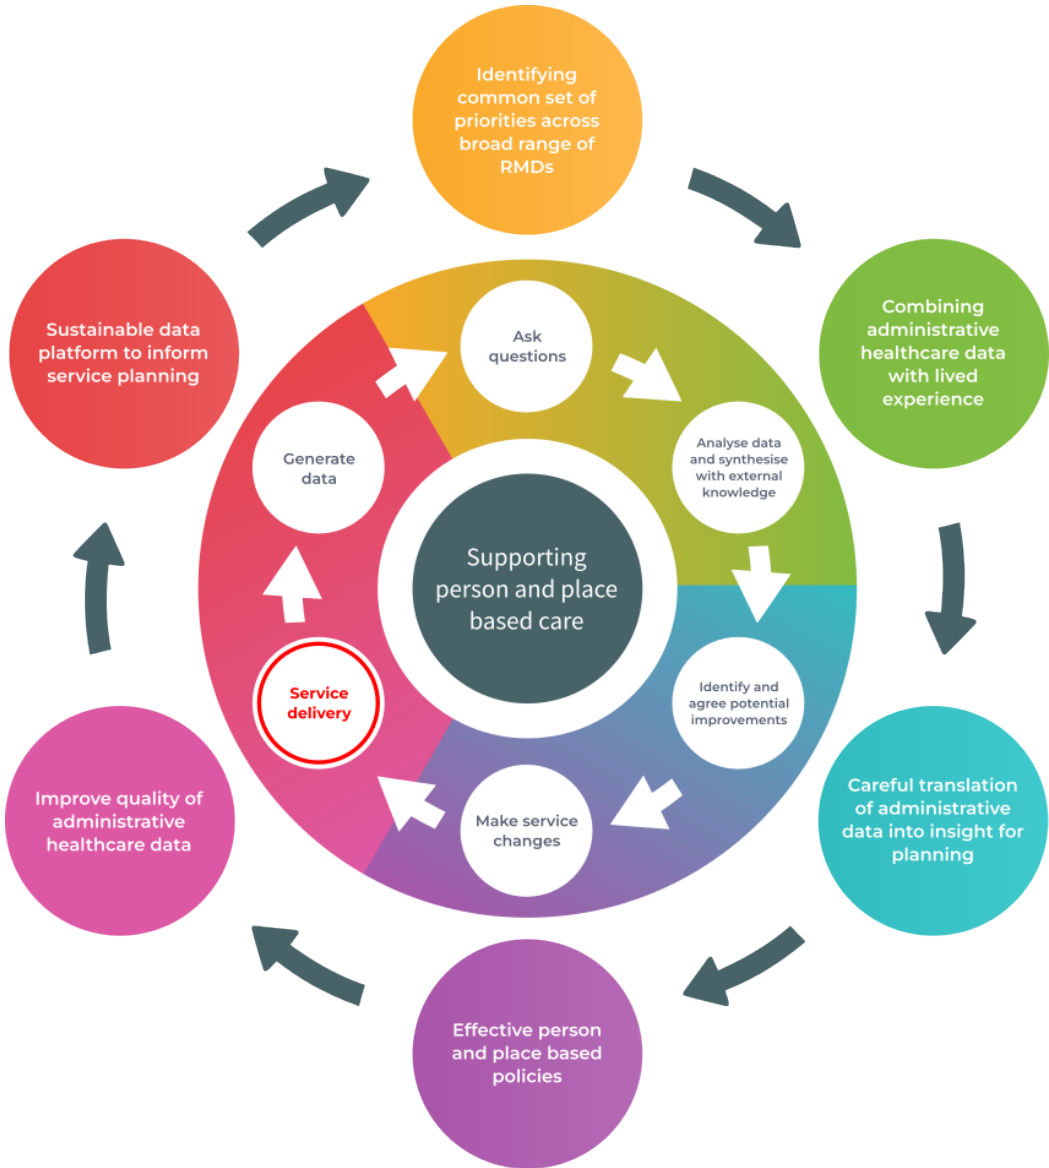 Identifying
common set of
priorities across
broad range of
RMDs
Combining
administrative
healthcare data
with lived
experience
Careful translation
of administrative
data into insight for
planning
Effective person
and place based
policies
Improve quality of
administrative
healthcare data
Sustainable data
platform to inform
service planning
Ask
questions
Analyse data
and synthesise
with external
knowledge
Identify and
agree potential
improvements
Make service
changes
Service
delivery
Generate
data
Supporting
person and place
based care